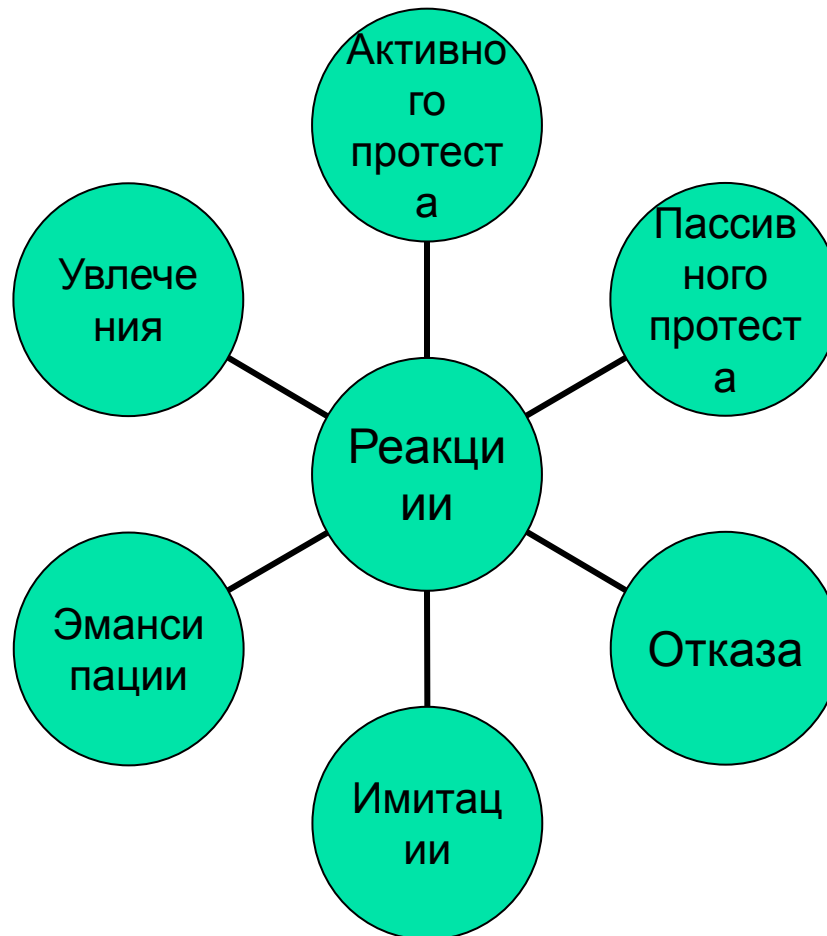 Активно
го
протест
а
Пассив
ного
протест
а
Увлече
ния
Реакци
ии
Эманси
пации
Отказа
Имитац
ии